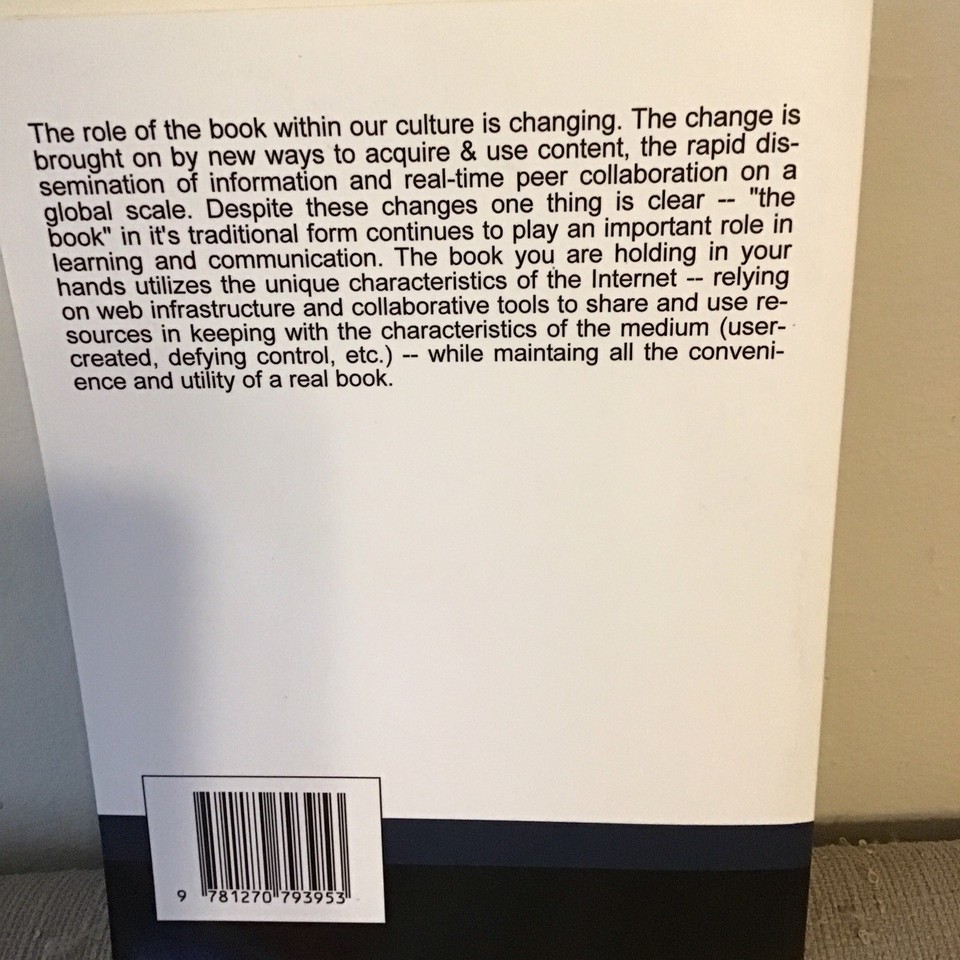 The role of the book within our culture is changing. The change is
brought on by new ways to acquire & use content, the rapid dis-
semination of information and real-time peer collaboration on a
global scale. Despite these changes one thing is clear -- "the
book" in it's traditional form continues to play an important role in
learning and communication. The book you are holding in your
hands utilizes the unique characteristics of the Internet -- relying
on web infrastructure and collaborative tools to share and use re-
sources in keeping with the characteristics of the medium (user-
created, defying control, etc.) -- while maintaing all the conveni-
ence and utility of a real book.
9 781270 793953